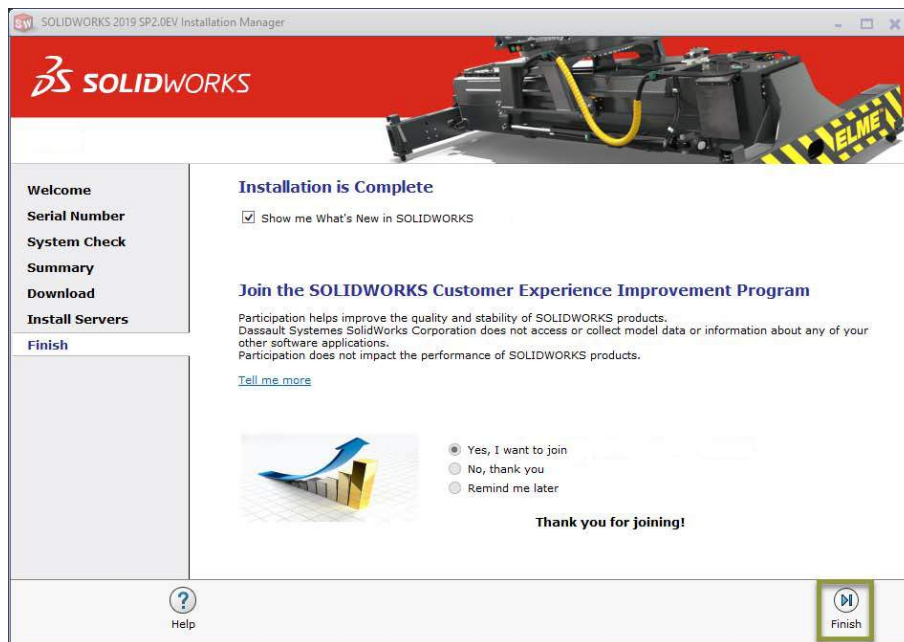 SOLIDWORKS 2019 SP2.0EV Installation Manager
SOLIDWORKS
ELME
Welcome
Serial Number
System Check
Summary
Download
Install Servers
Finish
Installation is Complete
Show me What's New in SOLIDWORKS
Join the SOLIDWORKS Customer Experience Improvement Program
Participation helps improve the quality and stability of SOLIDWORKS products.
Dassault Systemes SolidWorks Corporation does not access or collect model data or information about any of your
other software applications.
Participation does not impact the performance of SOLIDWORKS products.
Tell me more
Yes, I want to join
No, thank you
Remind me later
Thank you for joining!
Help
Finish